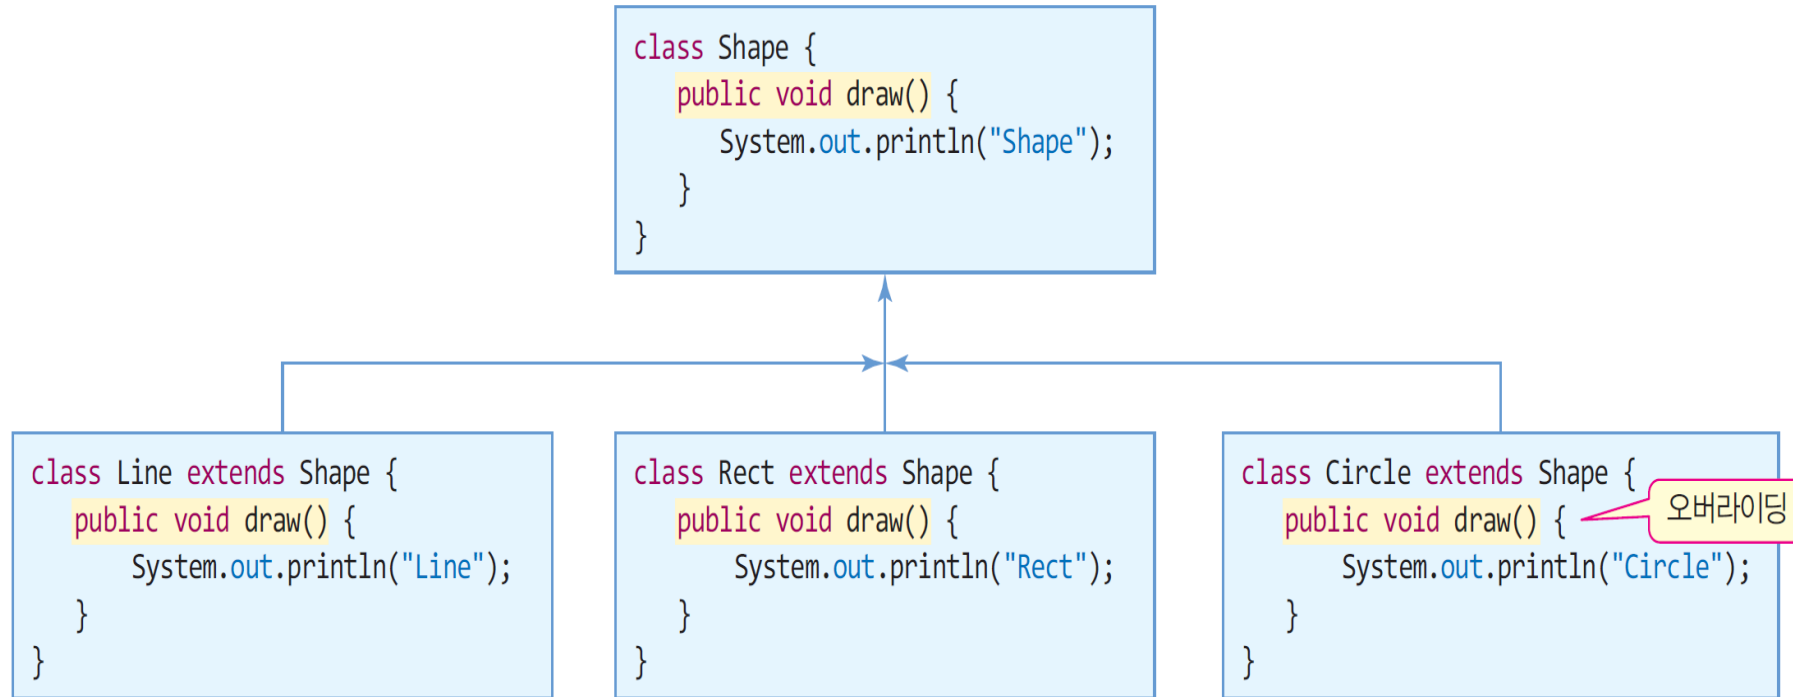 class Shape {
public void draw() {
System.out.println("Shape");
}
}
class Line extends Shape {
public void draw() {
System.out.println("Line");
}
}
class Rect extends Shape {
public void draw() {
System.out.println("Rect");
}
}
class Circle extends Shape {
public void draw() {
System.out.println("Circle");
}
}
오버라이딩